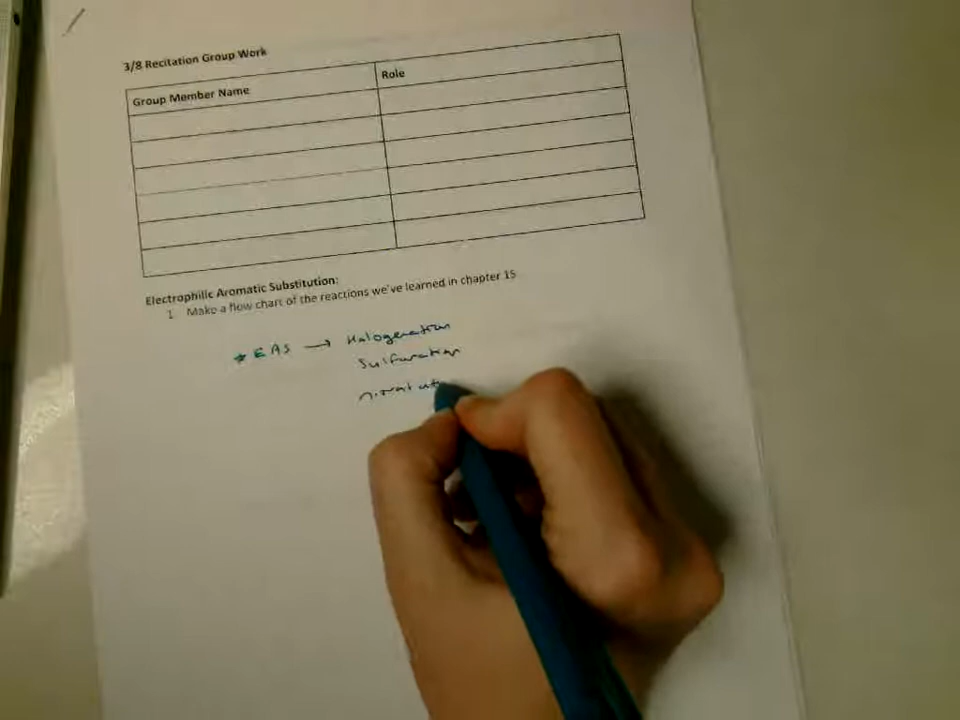 3/8 Recitation Group Work
Group Member Name
Role
Electrophilic Aromatic Substitution:
1 Make a flow chart of the reactions we've learned in chapter 15
* EAS → Halogenation
Sulfunation